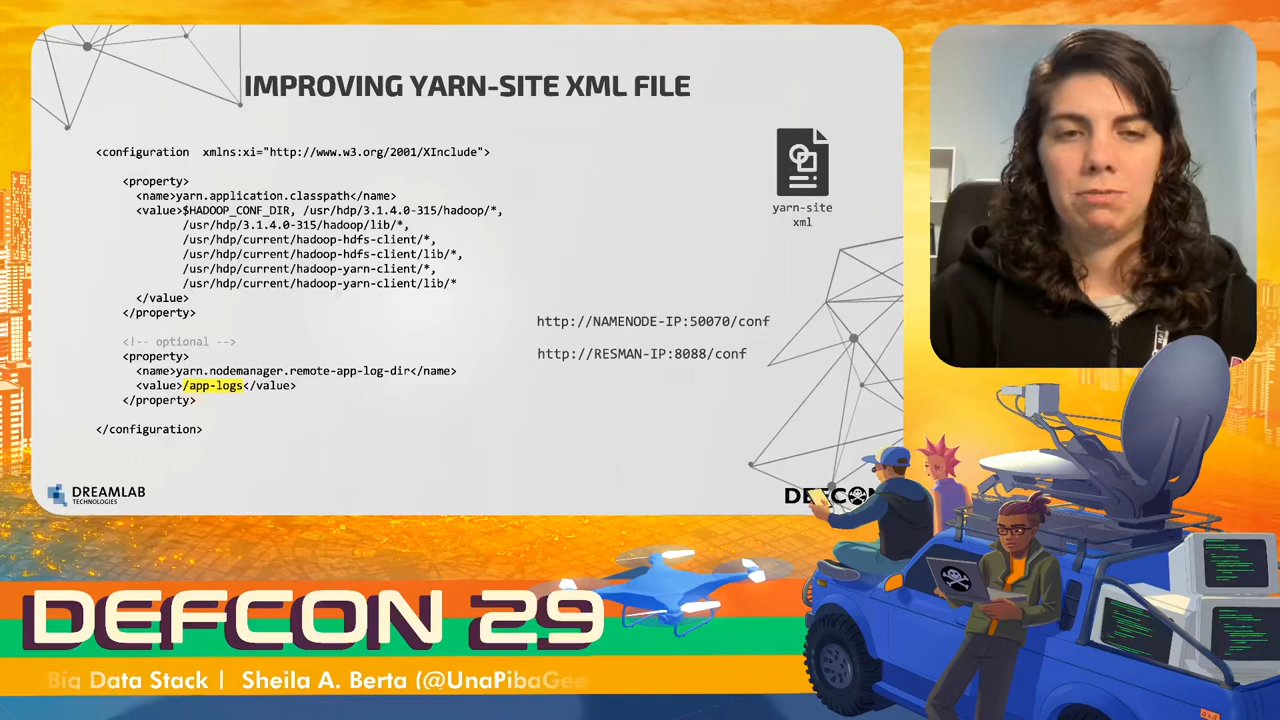 IMPROVING YARN-SITE XML FILE
<configuration xmlns:xi="http://www.w3.org/2001/XInclude">
<property>
<name>yarn.application.classpath</name>
<value>$HADOOP_CONF_DIR, /usr/hdp/3.1.4.0-315/hadoop/*,
/usr/hdp/3.1.4.0-315/hadoop/lib/*,
/usr/hdp/current/hadoop-hdfs-client/*,
/usr/hdp/current/hadoop-hdfs-client/lib/*,
/usr/hdp/current/hadoop-yarn-client/*,
/usr/hdp/current/hadoop-yarn-client/lib/*
</value>
</property>
<!-- optional -->
<property>
<name>yarn.nodemanager.remote-app-log-dir</name>
<value>/app-logs</value>
</property>
</configuration>
yarn-site
xml
http://NAMENODE-IP:50070/conf
http://RESMAN-IP:8088/conf
DREAMLAB
TECHNOLOGIES
DEFCON
DEFCON 29
Big Data Stack | Sheila A. Berta (@UnaPibaGee